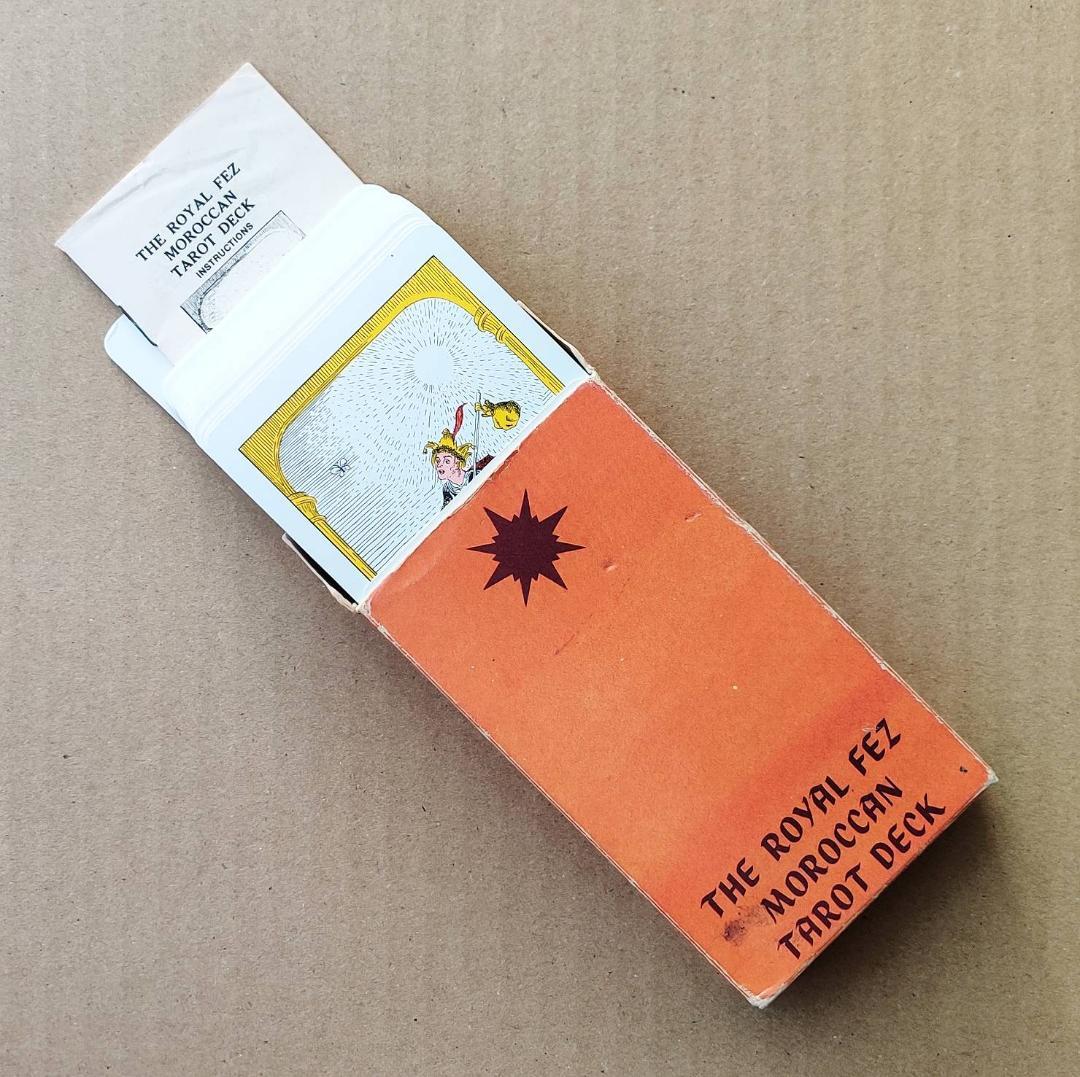 THE ROYAL FEZ
MOROCCAN
TAROT DECK
INSTRUCTIONS
THE ROYAL FEZ
MOROCCAN
TAROT DECK